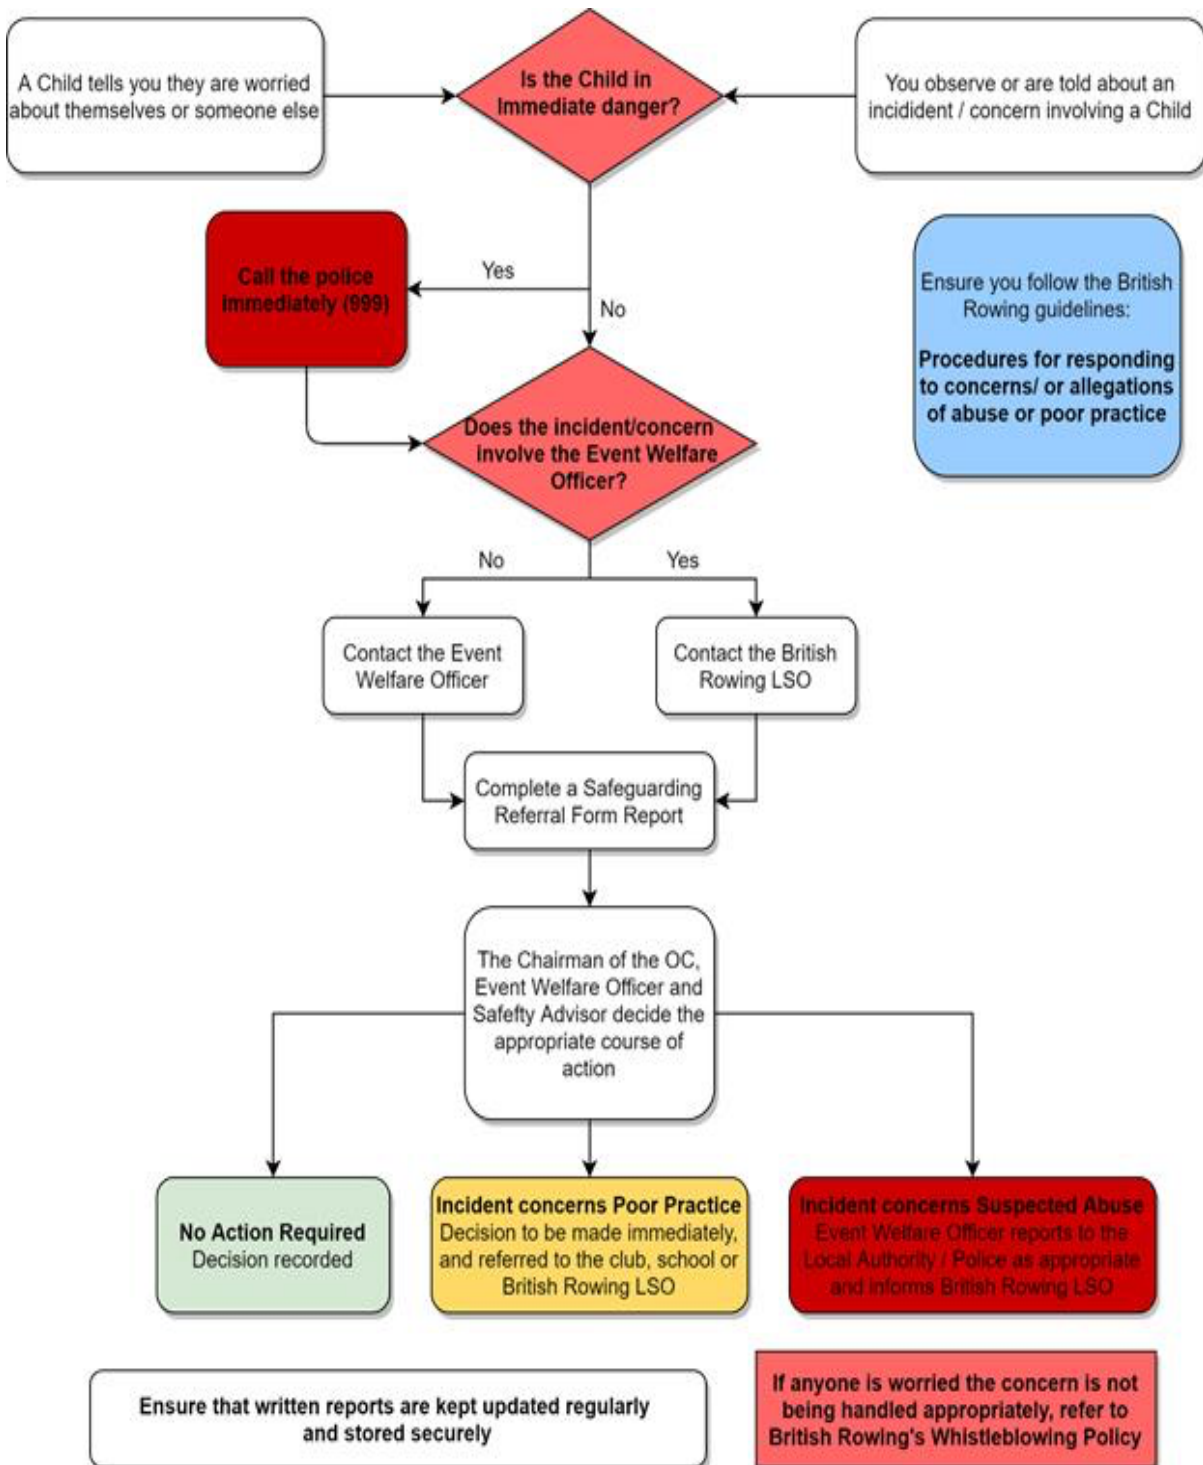 A Child tells you they are worried
about themselves or someone else
Is the Child in
Immediate danger?
You observe or are told about an
incidident / concern involving a Child
Call the police
immediately (999)
Yes
No
Ensure you follow the British
Rowing guidelines:
Procedures for responding
to concerns/ or allegations
of abuse or poor practice
Does the incident/concern
involve the Event Welfare
Officer?
No
Yes
Contact the Event
Welfare Officer
Contact the British
Rowing LSO
Complete a Safeguarding
Referral Form Report
The Chairman of the OC,
Event Welfare Officer and
Safefty Advisor decide the
appropriate course of
action
No Action Required
Decision recorded
Incident concerns Poor Practice
Decision to be made immediately,
and referred to the club, school or
British Rowing LSO
Incident concerns Suspected Abuse
Event Welfare Officer reports to the
Local Authority / Police as appropriate
and informs British Rowing LSO
Ensure that written reports are kept updated regularly
and stored securely
If anyone is worried the concern is not
being handled appropriately, refer to
British Rowing's Whistleblowing Policy